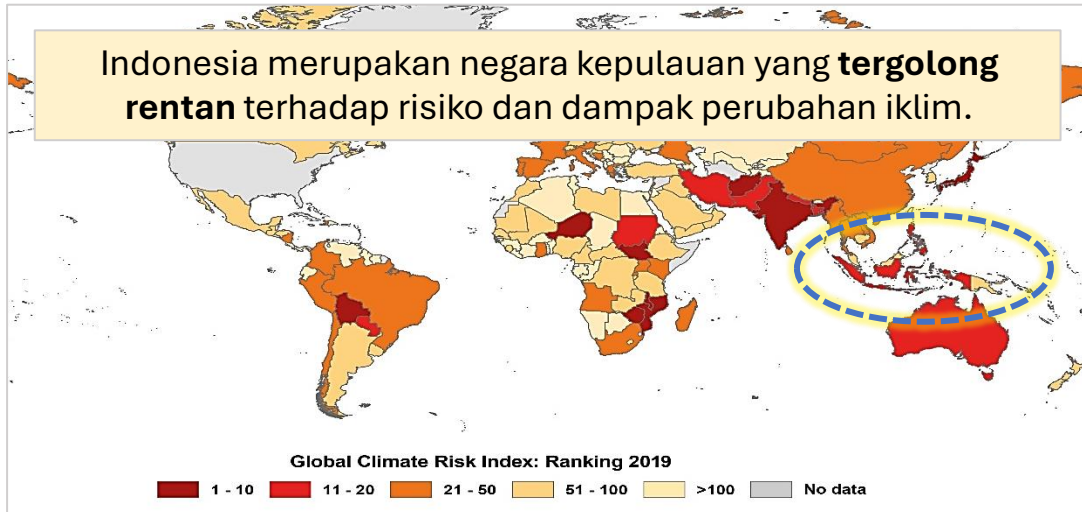 Indonesia merupakan negara kepulauan yang tergolong
rentan terhadap risiko dan dampak perubahan iklim.
Global Climate Risk Index: Ranking 2019
1 - 10 11 - 20 21 - 50 51 - 100 >100 No data